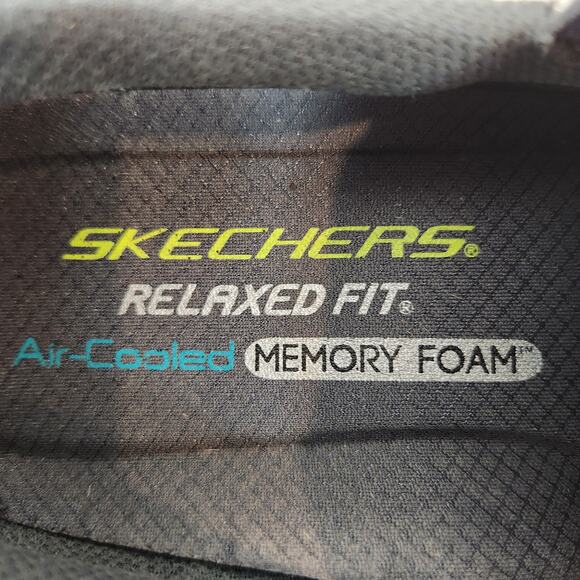 SKECHERS®
RELAXED FIT®
Air-Cooled MEMORY FOAM™